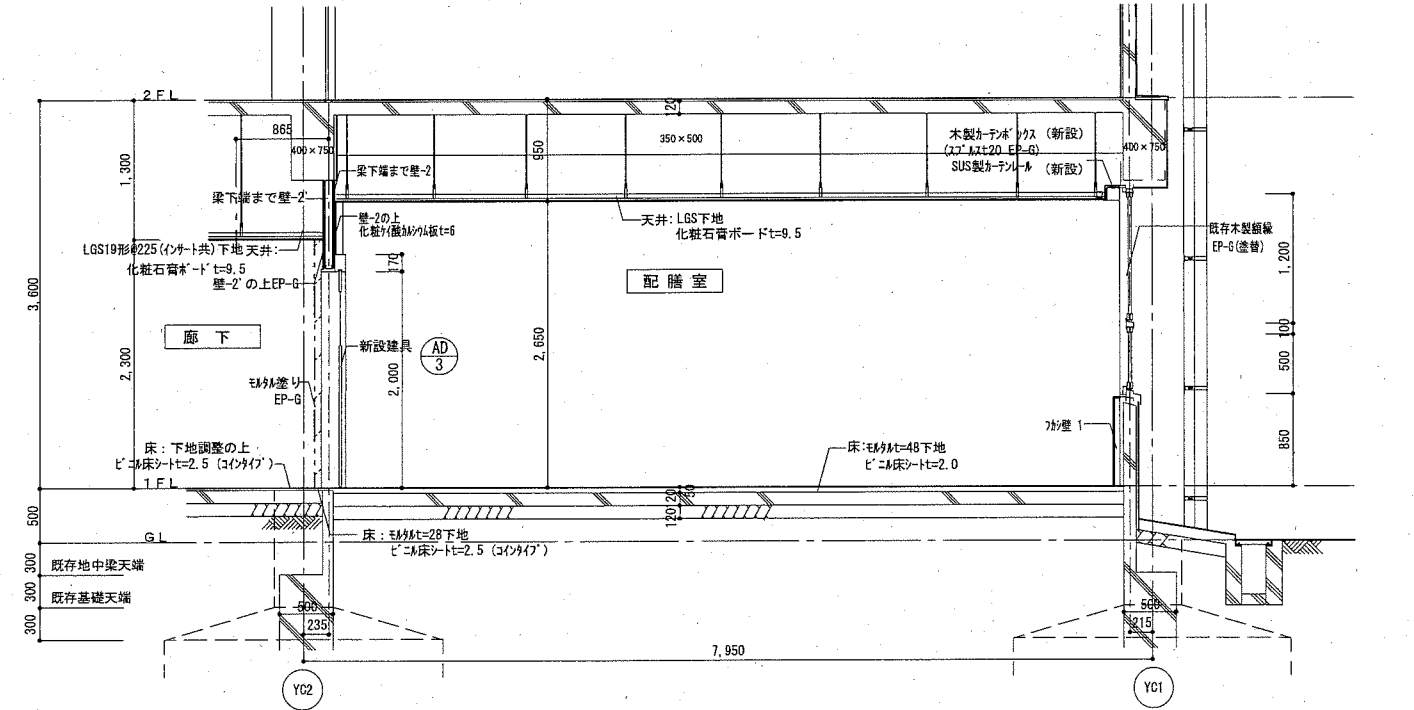 2FL
865
400×750
1,300
梁下端まで壁-2
梁下端まで壁-2'
950
350×500
120
木製カーテンボックス (新設)
(スプルスt20 EP-G)
SUS製カーテンレール (新設)
400×750
壁-2の上
化粧ケイ酸カルシウム板t=6
天井: LGS下地
化粧石膏ボードt=9.5
LGS19形@225(インサート共)下地 天井:
化粧石膏ボードt=9.5
壁-2'の上EP-G
既存木製額縁
EP-G(塗替)
1,200
170
配膳室
3,600
廊下
新設建具
AD
3
2,650
2,300
2,000
100
500
モルタル塗り
EP-G
フカシ壁 1
850
床:下地調整の上
ビニル床シートt=2.5 (コインタイプ)
床:モルタルt=48下地
ビニル床シートt=2.0
1FL
500
120
50
120
床:モルタルt=28下地
ビニル床シートt=2.5 (コインタイプ)
GL
300
既存地中梁天端
300
既存基礎天端
300
500
235
500
215
7,950
YC2
YC1